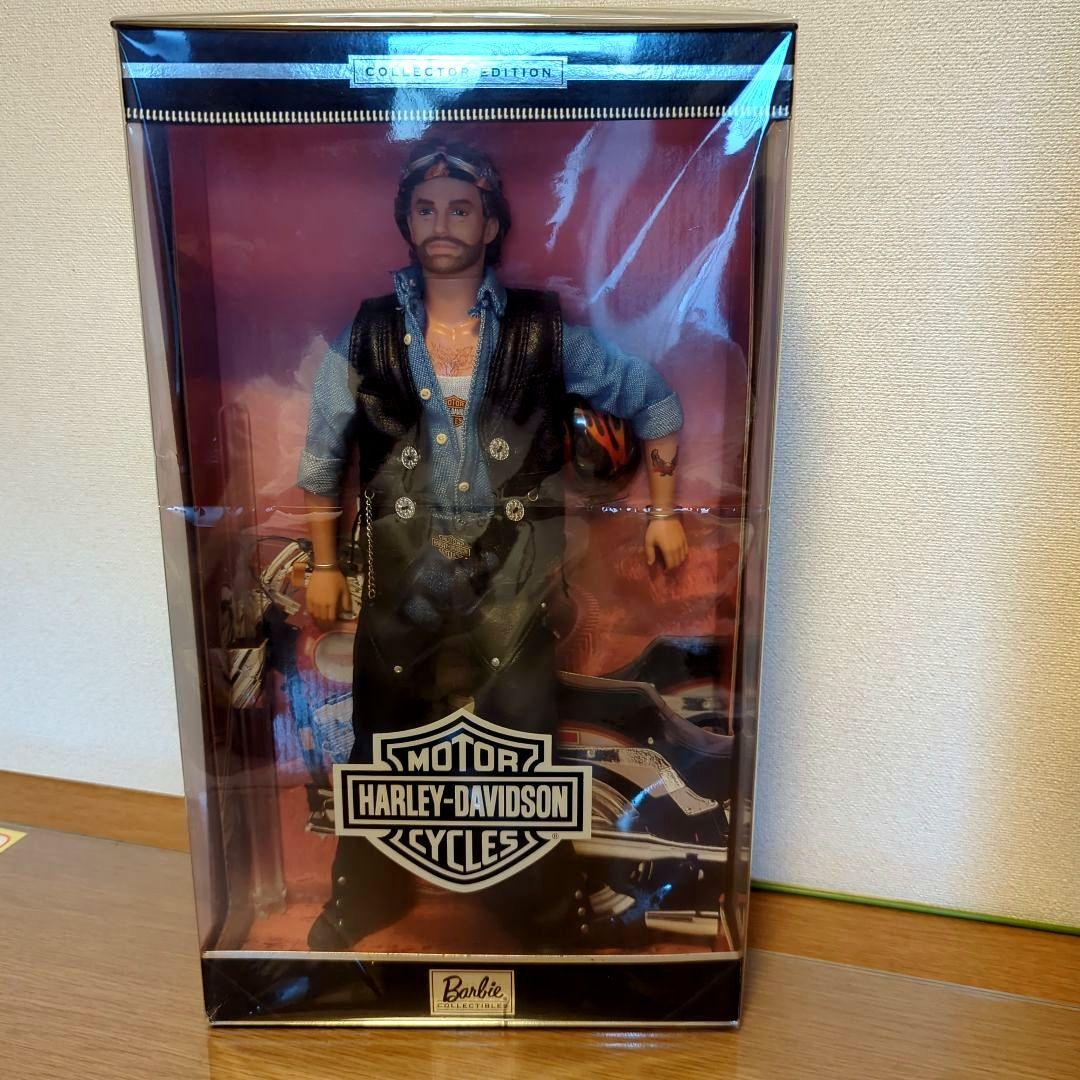 COLLECTOR EDITION
MOTOR
HARLEY-DAVIDSON
CYCLES
®
Barbie
COLLECTIBLES